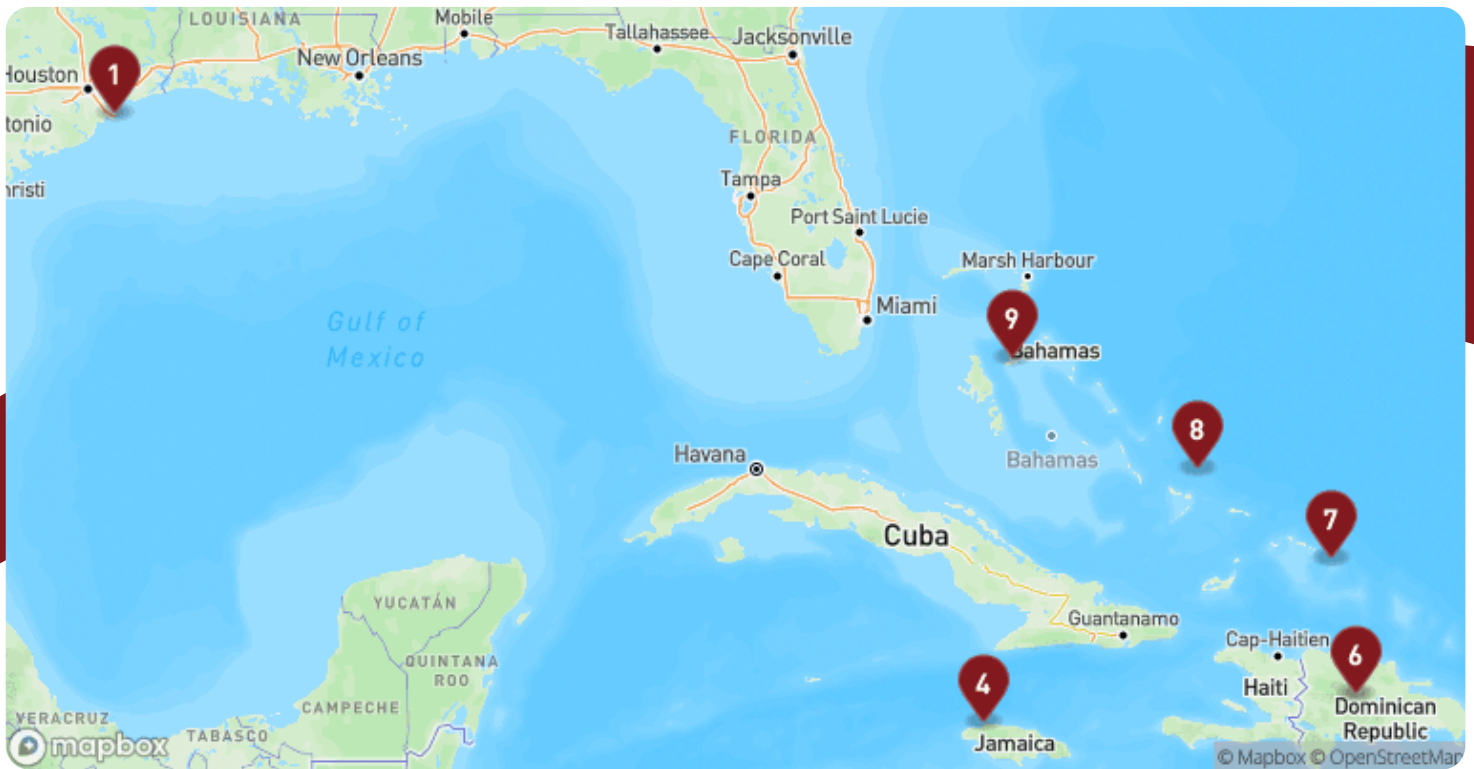 LOUISIANA
Mobile
Tallahassee
Jacksonville
New Orleans
Houston
1
tonio
FLORIDA
Tampa
hristi
Port Saint Lucie
Cape Coral
Marsh Harbour
Miami
9
Gulf of
Mexico
Bahamas
8
Havana
Bahamas
7
Cuba
YUCATÁN
Guantanamo
Cap-Haitien
6
QUINTANA
ROO
4
Haiti
CAMPECHE
Dominican
Republic
VERACRUZ
TABASCO
mapbox
Jamaica
© Mapbox © OpenStreetMap